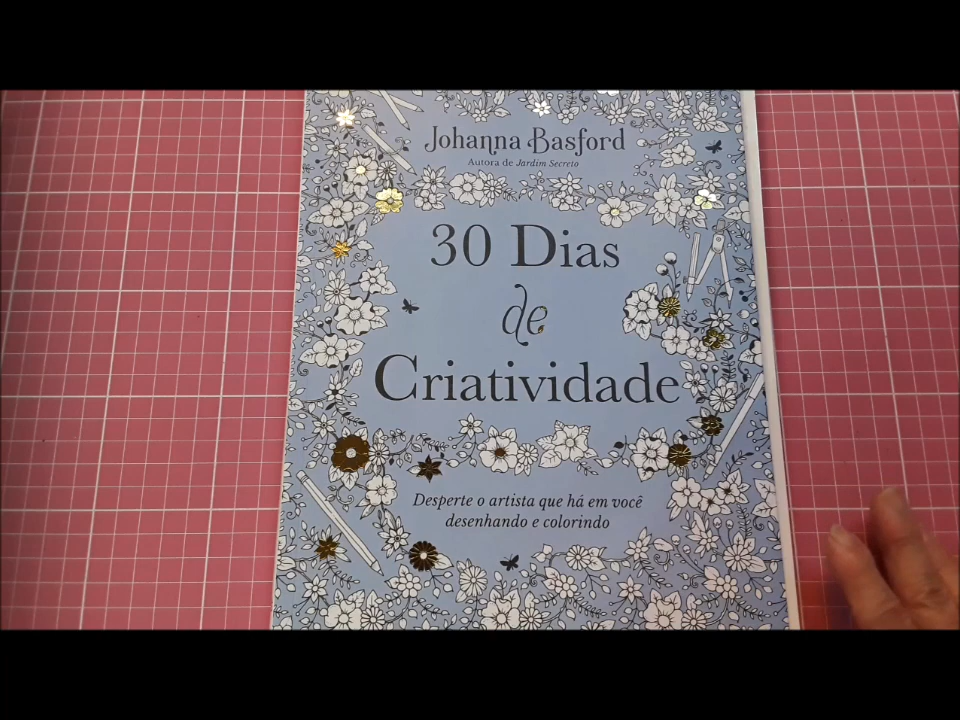 Johanna Basford
Autora de Jardim Secreto
30 Dias
de
Criatividade
Desperte o artista que há em você
desenhando e colorindo